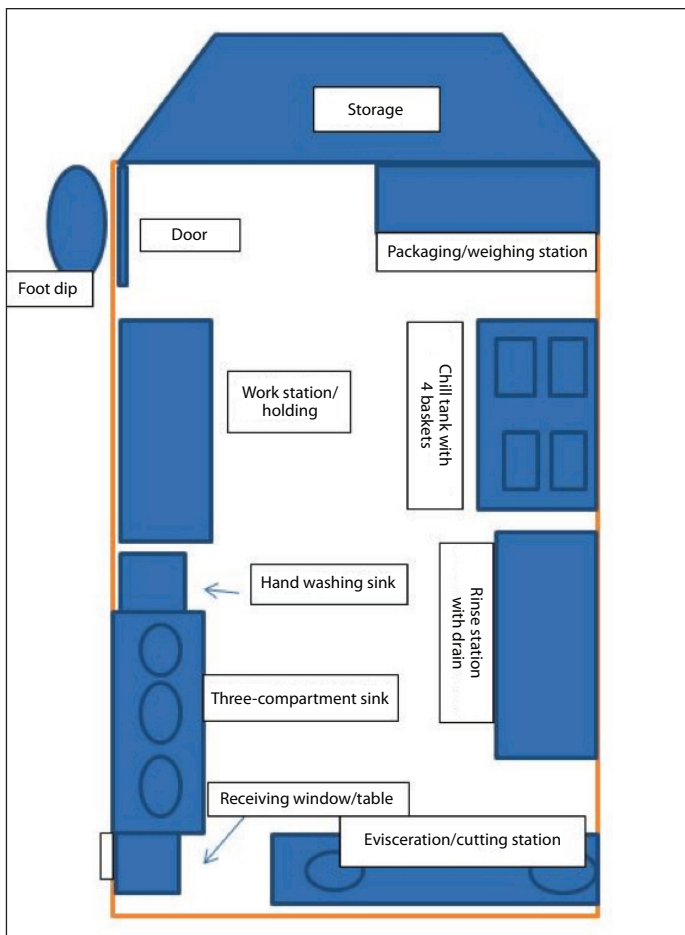 Storage
Door
Packaging/weighing station
Foot dip
Work station/
holding
Chill tank with
4 baskets
Hand washing sink
Rinse station
with drain
Three-compartment sink
Receiving window/table
Evisceration/cutting station